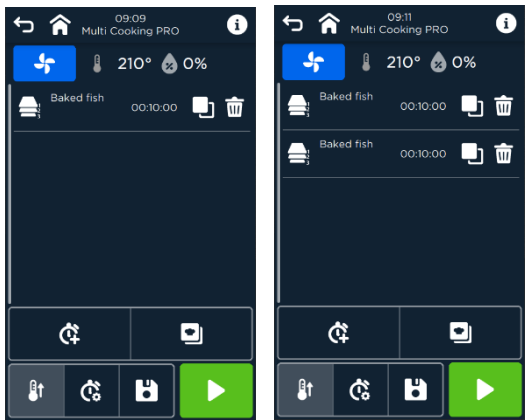 09:09
Multi Cooking PRO
i
210° % 0%
Baked fish
00:10:00
09:11
Multi Cooking PRO
i
210° % 0%
Baked fish
00:10:00
Baked fish
00:10:00